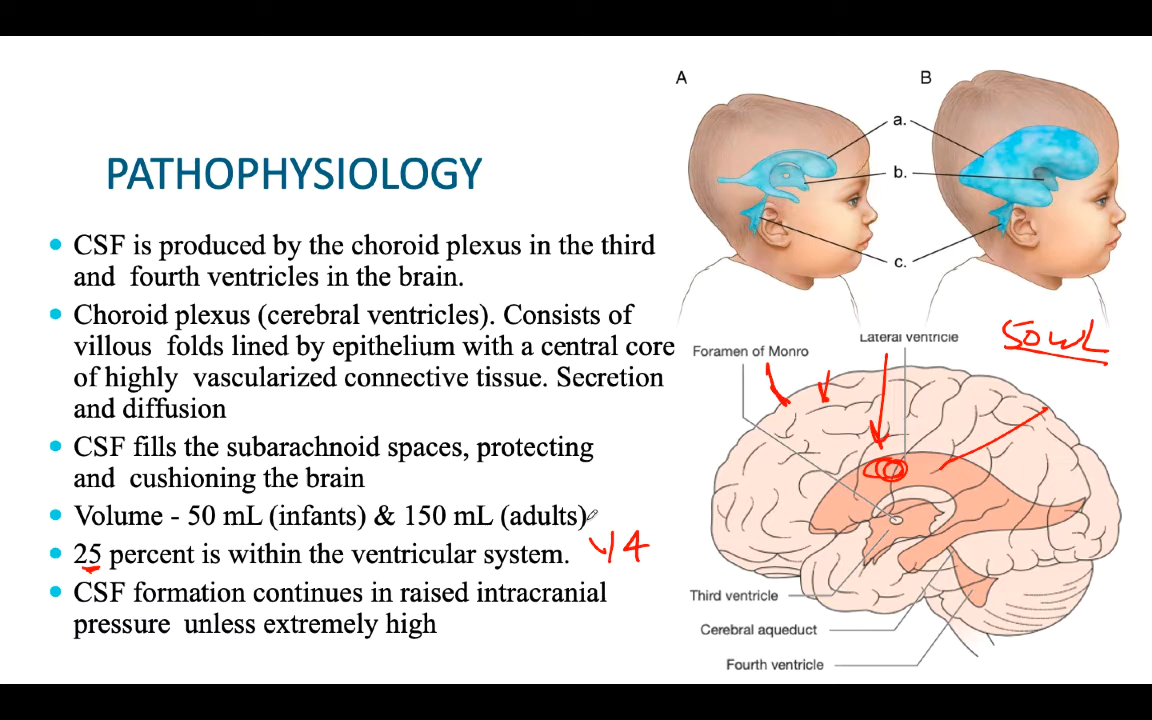 PATHOPHYSIOLOGY
CSF is produced by the choroid plexus in the third
and fourth ventricles in the brain.
Choroid plexus (cerebral ventricles). Consists of
villous folds lined by epithelium with a central core
of highly vascularized connective tissue. Secretion
and diffusion
CSF fills the subarachnoid spaces, protecting
and cushioning the brain
Volume - 50 mL (infants) & 150 mL (adults)
25 percent is within the ventricular system.
1/4
CSF formation continues in raised intracranial
pressure unless extremely high
A
B
a.
b.
c.
50 mL
Lateral ventricle
Foramen of Monro
Third ventricle
Cerebral aqueduct
Fourth ventricle